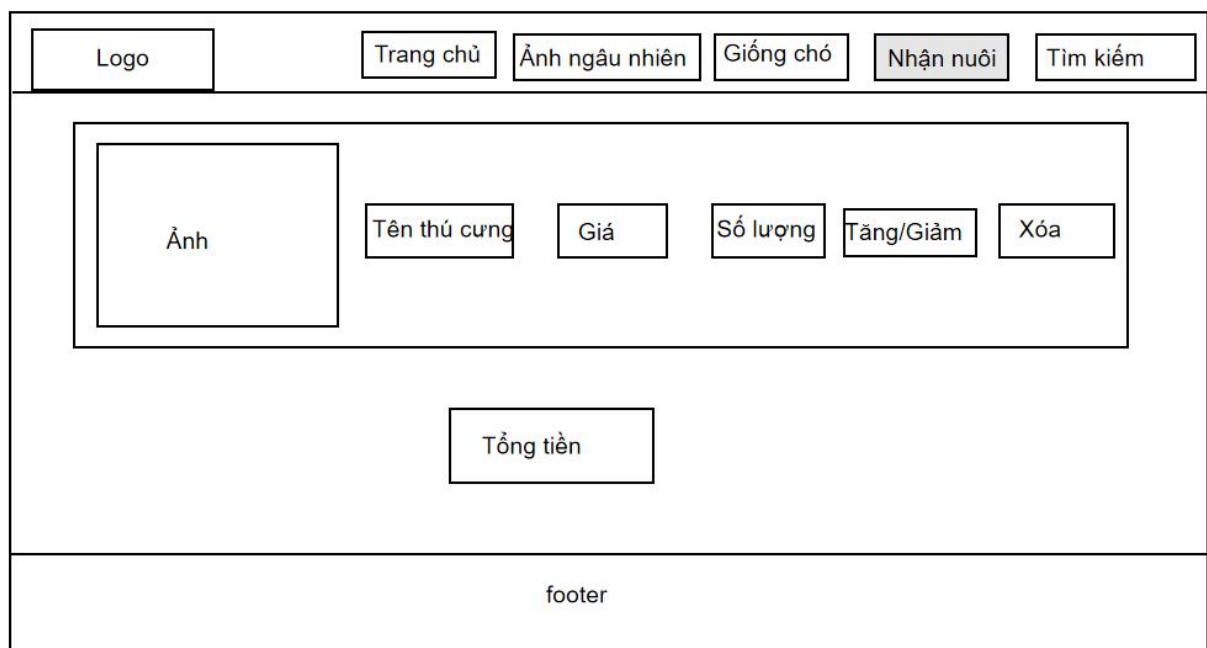 Logo
Trang chủ
Ảnh ngâu nhiên
Giống chó
Nhận nuôi
Tìm kiếm
Ảnh
Tên thú cưng
Giá
Số lượng
Tăng/Giảm
Xóa
Tổng tiền
footer